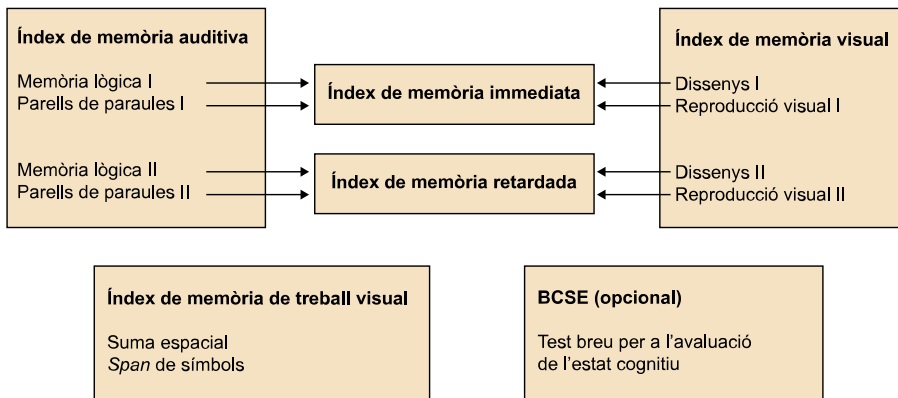 Índex de memòria auditiva
Memòria lògica I
Parells de paraules I
Memòria lògica II
Parells de paraules II
Índex de memòria immediata
Índex de memòria retardada
Índex de memòria visual
Dissenys I
Reproducció visual I
Dissenys II
Reproducció visual II
Índex de memòria de treball visual
Suma espacial
Span de símbols
BCSE (opcional)
Test breu per a l’avaluació
de l’estat cognitiu